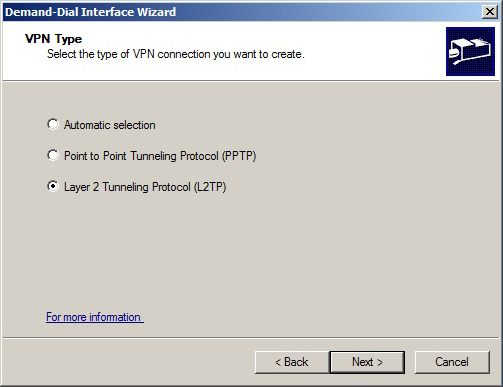 Demand-Dial Interface Wizard
VPN Type
Select the type of VPN connection you want to create.
Automatic selection
Point to Point Tunneling Protocol (PPTP)
Layer 2 Tunneling Protocol (L2TP)
For more information
< Back
Next >
Cancel